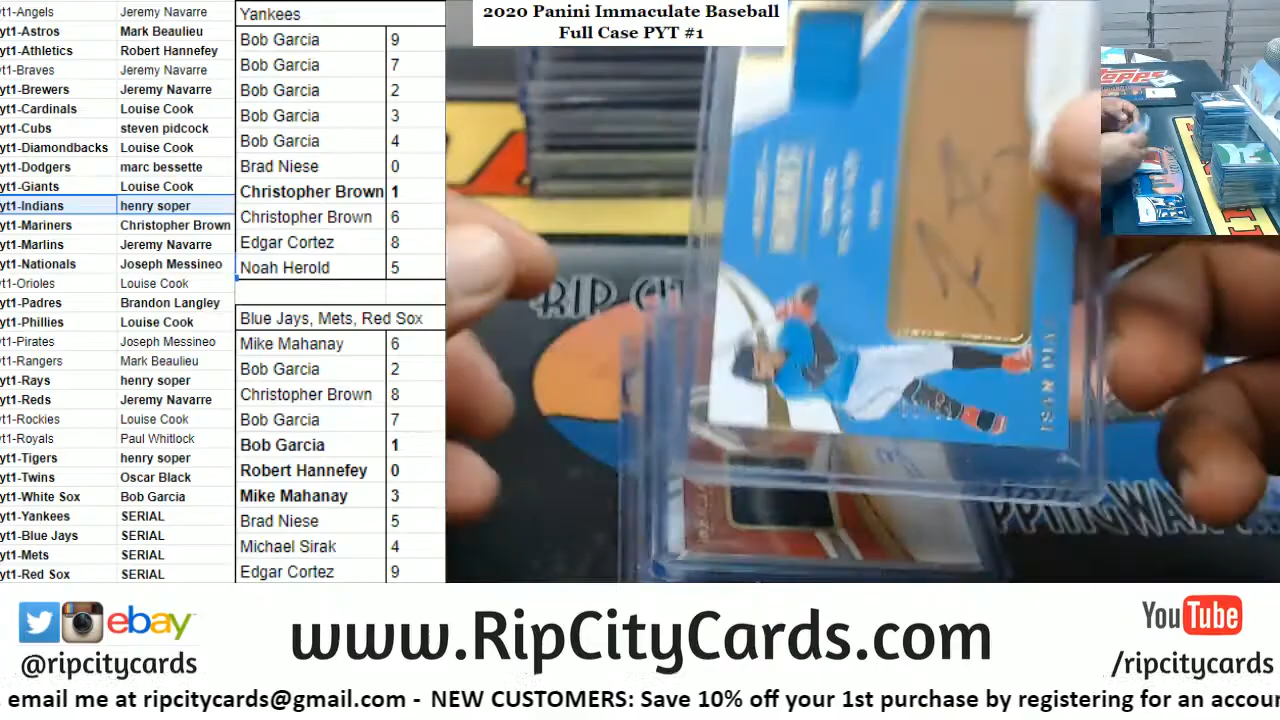 2020 Panini Immaculate Baseball
Full Case PYT #1
yt1-Angels Jeremy Navarre
yt1-Astros Mark Beaulieu
yt1-Athletics Robert Hannefey
yt1-Braves Jeremy Navarre
yt1-Brewers Jeremy Navarre
yt1-Cardinals Louise Cook
yt1-Cubs steven pidcock
yt1-Diamondbacks Louise Cook
yt1-Dodgers marc bessette
yt1-Giants Louise Cook
yt1-Indians henry soper
yt1-Mariners Christopher Brown
yt1-Marlins Jeremy Navarre
yt1-Nationals Joseph Messineo
yt1-Orioles Louise Cook
yt1-Padres Brandon Langley
yt1-Phillies Louise Cook
yt1-Pirates Joseph Messineo
yt1-Rangers Mark Beaulieu
yt1-Rays henry soper
yt1-Reds Jeremy Navarre
yt1-Rockies Louise Cook
yt1-Royals Paul Whitlock
yt1-Tigers henry soper
yt1-Twins Oscar Black
yt1-White Sox Bob Garcia
yt1-Yankees SERIAL
yt1-Blue Jays SERIAL
yt1-Mets SERIAL
yt1-Red Sox SERIAL
Yankees
Bob Garcia 9
Bob Garcia 7
Bob Garcia 2
Bob Garcia 3
Bob Garcia 4
Brad Niese 0
Christopher Brown 1
Christopher Brown 6
Edgar Cortez 8
Noah Herold 5
Blue Jays, Mets, Red Sox
Mike Mahanay 6
Bob Garcia 2
Christopher Brown 8
Bob Garcia 7
Bob Garcia 1
Robert Hannefey 0
Mike Mahanay 3
Brad Niese 5
Michael Sirak 4
Edgar Cortez 9
RIP CI
ISAN DIAZ
TOPPS
ebay
@ripcitycards
www.RipCityCards.com
YouTube
/ripcitycards
email me at ripcitycards@gmail.com - NEW CUSTOMERS: Save 10% off your 1st purchase by registering for an accour